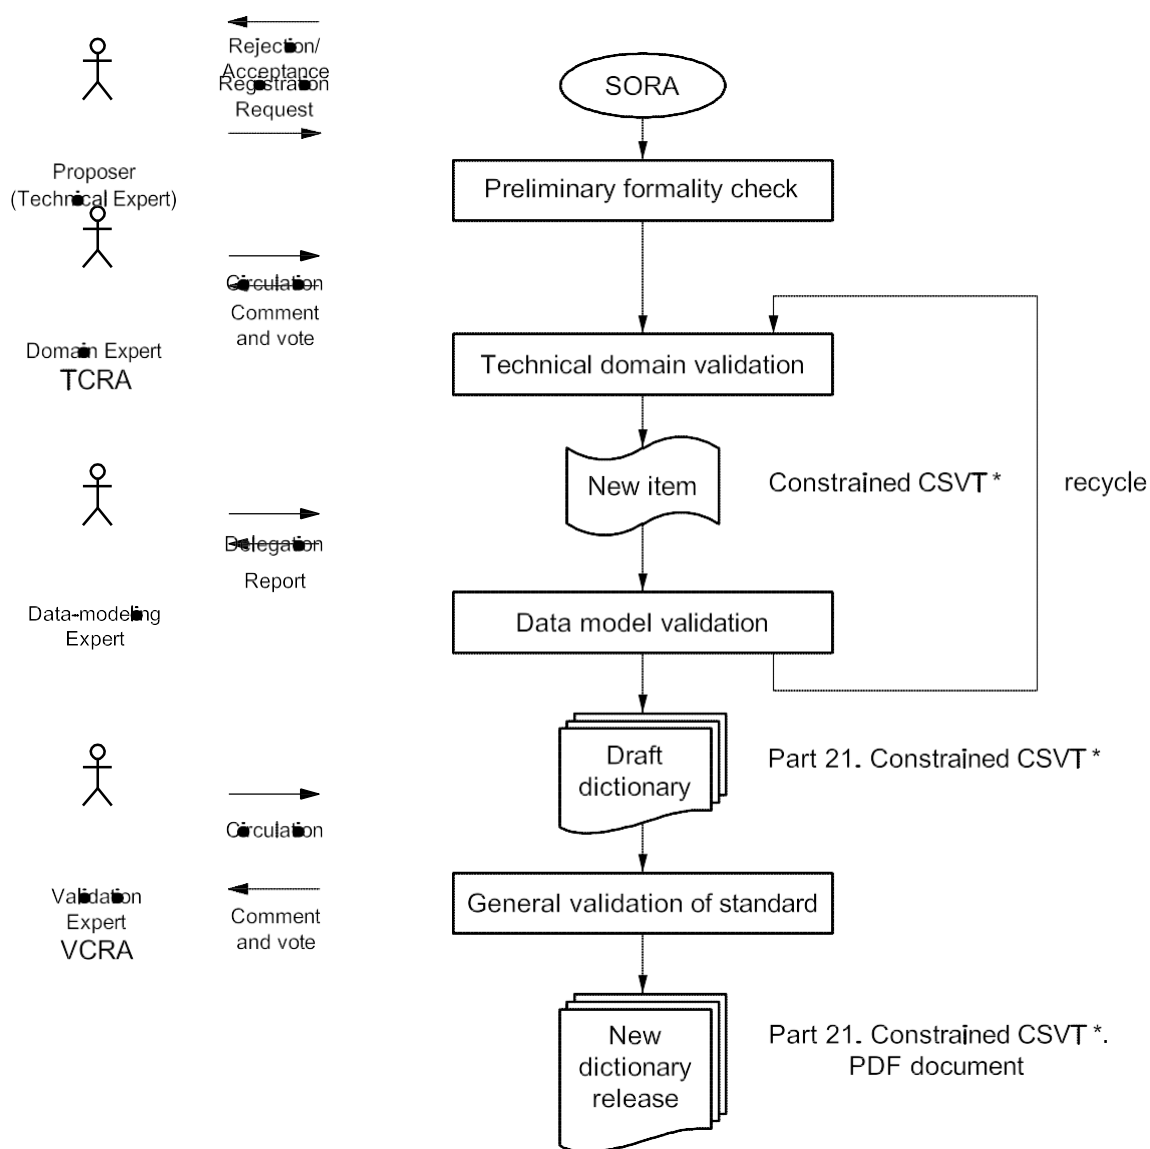 Rejection/
Acceptance
Registration
Request
SORA
Proposer
(Technical Expert)
Preliminary formality check
Circulation
Comment
and vote
Domain Expert
TCRA
Technical domain validation
New item
Constrained CSVT *
recycle
Delegation
Report
Data-modeling
Expert
Data model validation
Draft
dictionary
Part 21. Constrained CSVT *
Circulation
Validation
Expert
VCRA
Comment
and vote
General validation of standard
New
dictionary
release
Part 21. Constrained CSVT *.
PDF document